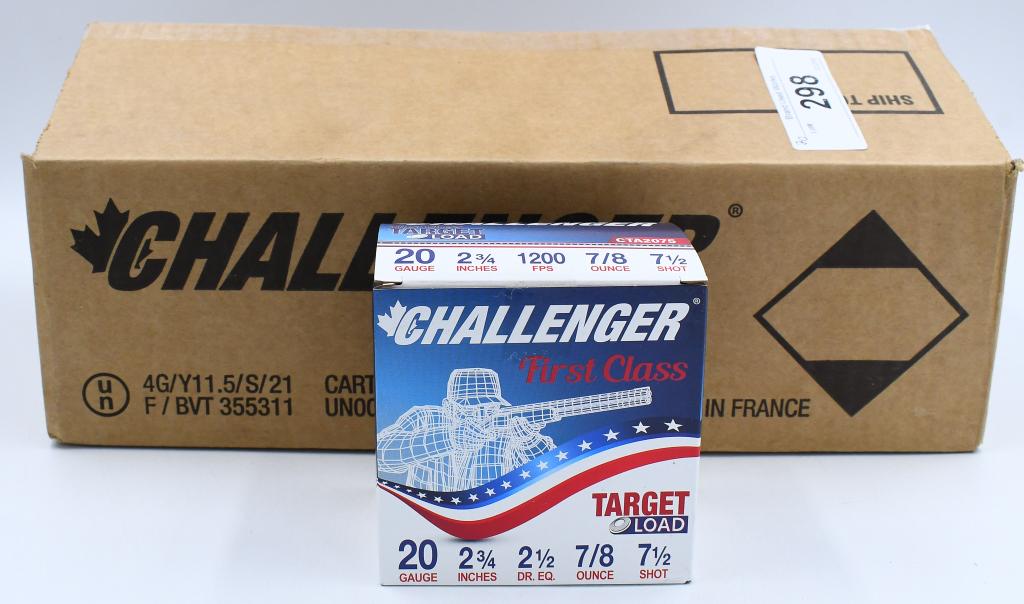 SHIP TO
298
CHALLENGER®
u
n
4G/Y11.5/S/21
F / BVT 355311
CART
IN FRANCE
TARGET
LOAD
CTA2075
20 2 3/4 1200 7/8 7 1/2
GAUGE INCHES FPS OUNCE SHOT
CHALLENGER®
First Class
TARGET
LOAD
20 2 3/4 2 1/2 7/8 7 1/2
GAUGE INCHES DR. EQ. OUNCE SHOT